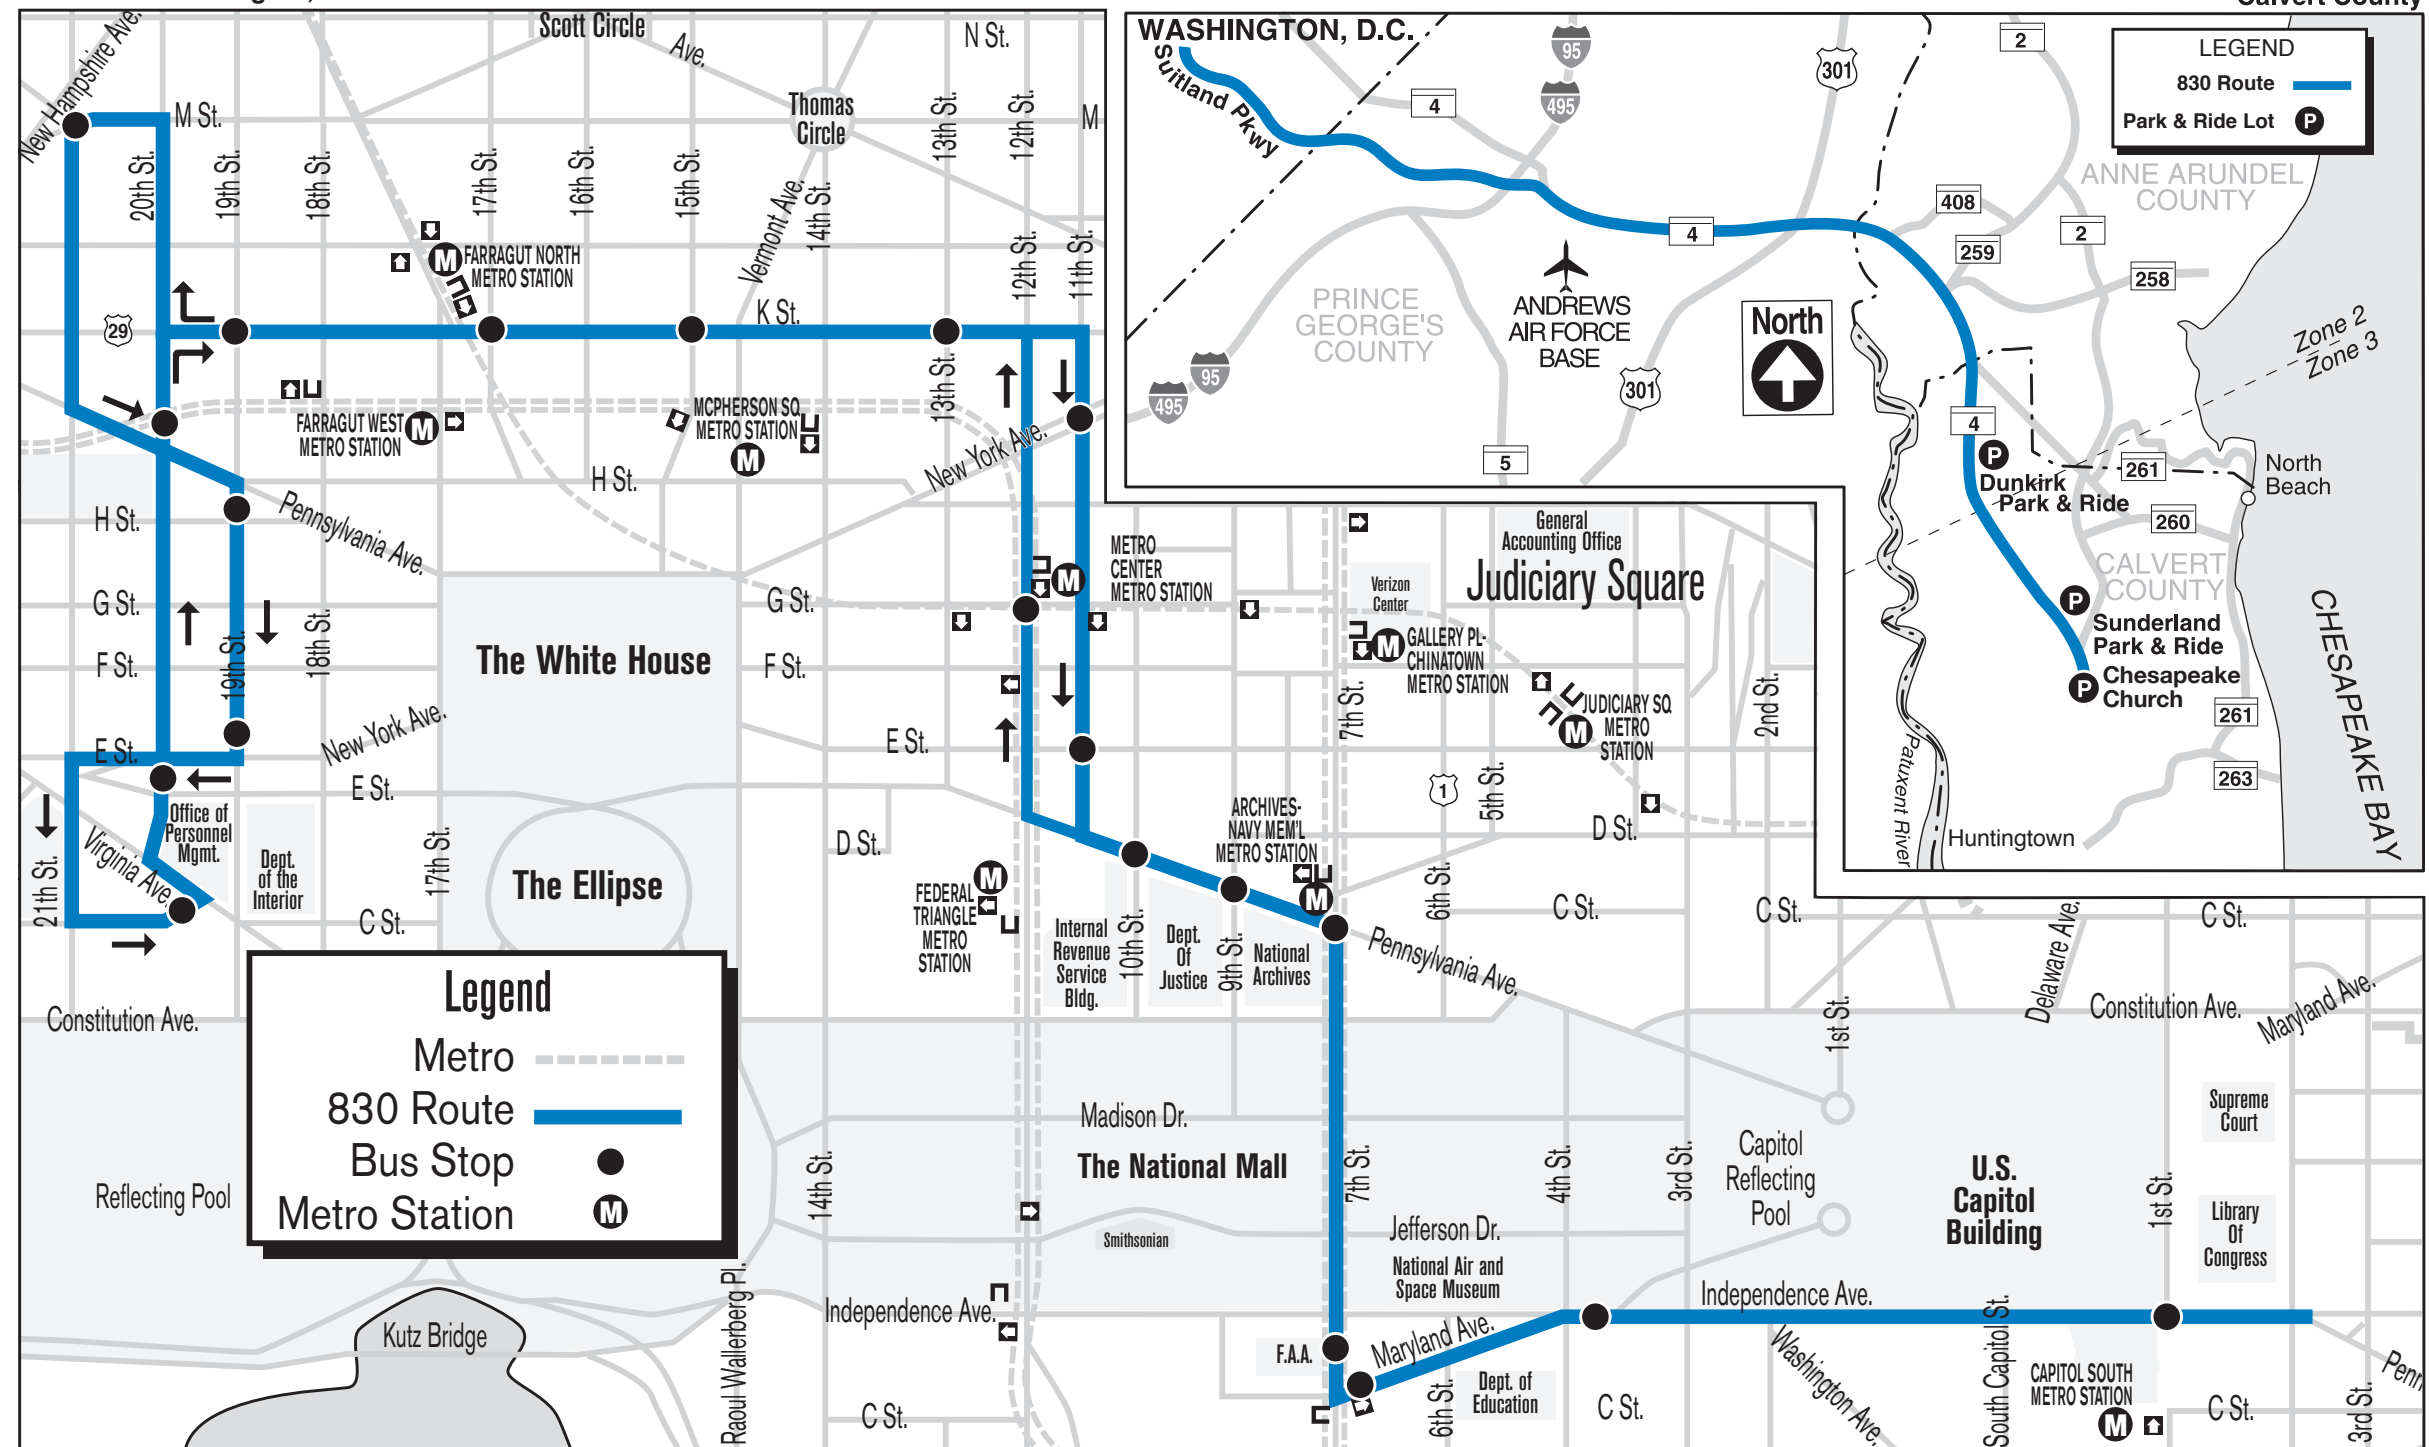 Calvert County
Scott Circle
Ave.
N St.
New Hampshire Ave.
M St.
Thomas
Circle
M
20th St.
19th St.
18th St.
17th St.
16th St.
15th St.
Vermont Ave.
14th St.
13th St.
12th St.
12th St.
11th St.
M
FARRAGUT NORTH
METRO STATION
K St.
29
FARRAGUT WEST
METRO STATION
M
MCPHERSON SQ
METRO STATION
M
13th St.
New York Ave.
H St.
H St.
Pennsylvania Ave.
G St.
G St.
METRO
CENTER
METRO STATION
M
General
Accounting Office
Judiciary Square
Verizon
Center
M
GALLERY PL-
CHINATOWN
METRO STATION
The White House
F St.
F St.
19th St.
18th St.
7th St.
JUDICIARY SQ
METRO
STATION
M
2nd St.
E St.
New York Ave.
E St.
E St.
1
5th St.
Office of
Personnel
Mgmt.
Virginia Ave.
21th St.
Dept.
of the
Interior
17th St.
The Ellipse
D St.
D St.
ARCHIVES-
NAVY MEM'L
METRO STATION
M
FEDERAL
TRIANGLE
METRO
STATION
M
C St.
6th St.
C St.
C St.
C St.
Internal
Revenue
Service
Bldg.
10th St.
Dept.
Of
Justice
9th St.
National
Archives
Pennsylvania Ave.
Delaware Ave.
1st St.
Constitution Ave.
Constitution Ave.
Maryland Ave.
Legend
Metro
830 Route
Bus Stop
Metro Station
M
Reflecting Pool
Madison Dr.
The National Mall
14th St.
7th St.
4th St.
3rd St.
Capitol
Reflecting
Pool
U.S.
Capitol
Building
1st St.
Supreme
Court
Library
Of
Congress
Smithsonian
Jefferson Dr.
National Air and
Space Museum
Independence Ave.
Independence Ave.
Kutz Bridge
Raoul Wallerberg Pl.
F.A.A.
Maryland Ave.
6th St.
Dept. of
Education
C St.
C St.
Washington Ave.
South Capitol St.
CAPITOL SOUTH
METRO STATION
M
C St.
3rd St.
Penn
WASHINGTON, D.C.
Suitland Pkwy
95
495
4
301
2
LEGEND
830 Route
Park & Ride Lot
P
ANNE ARUNDEL
COUNTY
408
259
2
258
4
PRINCE
GEORGE'S
COUNTY
ANDREWS
AIR FORCE
BASE
North
301
95
495
5
Zone 2
Zone 3
4
P
Dunkirk
Park & Ride
261
North
Beach
260
CALVERT
COUNTY
P
Sunderland
Park & Ride
P
Chesapeake
Church
261
263
Huntingtown
Patuxent River
CHESAPEAKE BAY